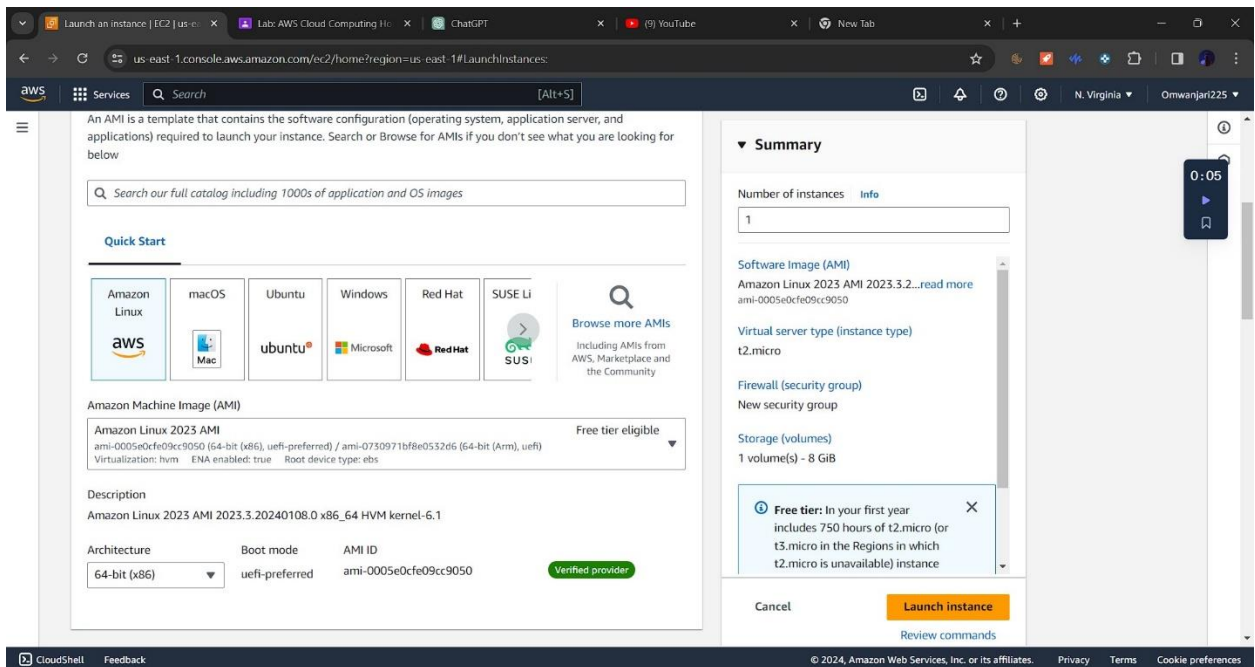 Launch an instance | EC2 | us-ea
Lab: AWS Cloud Computing Ho
ChatGPT
(9) YouTube
New Tab
us-east-1.console.aws.amazon.com/ec2/home?region=us-east-1#LaunchInstances:
aws
Services
Search
[Alt+S]
N. Virginia
Omwanjari225
An AMI is a template that contains the software configuration (operating system, application server, and
applications) required to launch your instance. Search or Browse for AMIs if you don't see what you are looking for
below
Search our full catalog including 1000s of application and OS images
Quick Start
Amazon
Linux
aws
macOS
Mac
Ubuntu
ubuntu
Windows
Microsoft
Red Hat
RedHat
SUSE Li
SUS
Browse more AMIs
Including AMIs from
AWS, Marketplace and
the Community
Amazon Machine Image (AMI)
Amazon Linux 2023 AMI
Free tier eligible
ami-0005e0cfe09cc9050 (64-bit (x86), uefi-preferred) / ami-0730971bf8e0532d6 (64-bit (Arm), uefi)
Virtualization: hvm ENA enabled: true Root device type: ebs
Description
Amazon Linux 2023 AMI 2023.3.20240108.0 x86_64 HVM kernel-6.1
Architecture
Boot mode
AMI ID
64-bit (x86)
uefi-preferred
ami-0005e0cfe09cc9050
Verified provider
Summary
Number of instances Info
1
Software Image (AMI)
Amazon Linux 2023 AMI 2023.3.2...read more
ami-0005e0cfe09cc9050
Virtual server type (instance type)
t2.micro
Firewall (security group)
New security group
Storage (volumes)
1 volume(s) - 8 GiB
Free tier: In your first year
includes 750 hours of t2.micro (or
t3.micro in the Regions in which
t2.micro is unavailable) instance
Cancel
Launch instance
Review commands
0:05
CloudShell
Feedback
© 2024, Amazon Web Services, Inc. or its affiliates.
Privacy
Terms
Cookie preferences